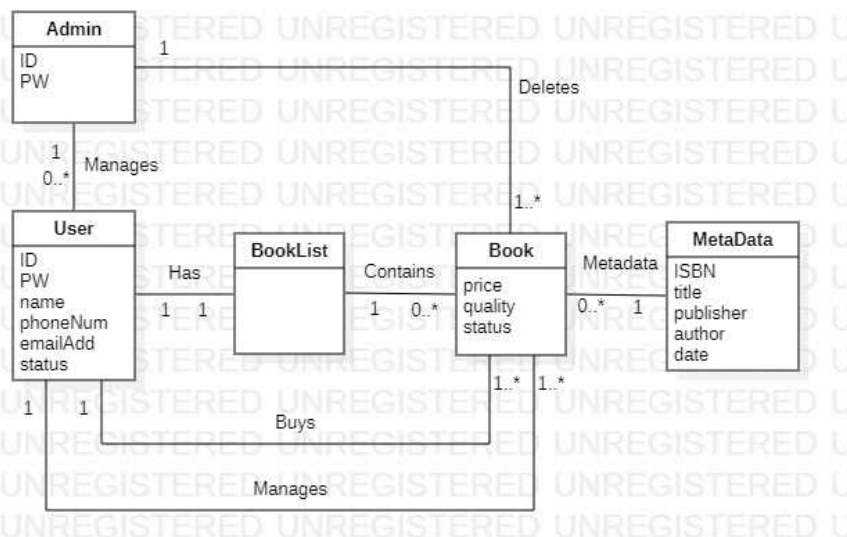 Admin
ID
PW
1
Deletes
1..*
1
Manages
0..*
User
ID
PW
name
phoneNum
emailAdd
status
Has
1
1
BookList
Contains
1
0..*
Book
price
quality
status
Metadata
0..*
1
MetaData
ISBN
title
publisher
author
date
1
1
1..*
1..*
Buys
Manages
UNREGISTERED